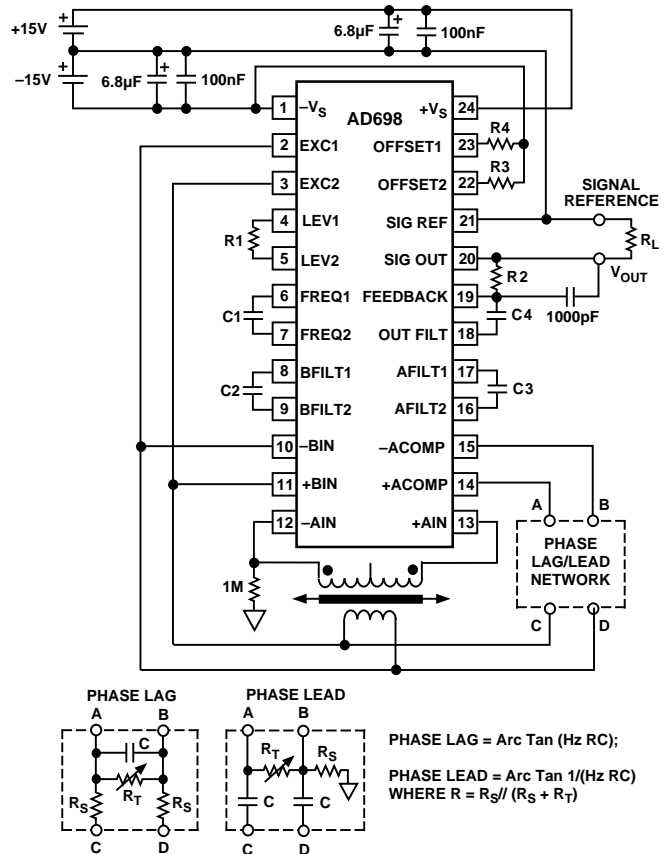 +15V
6.8µF
100nF
–15V
6.8µF
100nF
AD698
1
–VS
+VS
24
2
EXC1
OFFSET1
23
R4
3
EXC2
OFFSET2
22
R3
4
LEV1
SIG REF
21
SIGNAL
REFERENCE
R1
RL
5
LEV2
SIG OUT
20
R2
VOUT
6
FREQ1
FEEDBACK
19
C1
C4
1000pF
7
FREQ2
OUT FILT
18
8
BFILT1
AFILT1
17
C2
C3
9
BFILT2
AFILT2
16
10
–BIN
–ACOMP
15
11
+BIN
+ACOMP
14
A
B
12
–AIN
+AIN
13
PHASE
LAG/LEAD
NETWORK
1M
C
D
PHASE LAG
A
B
C
RT
RS
RS
C
D
PHASE LEAD
A
B
RT
RS
C
C
C
D
PHASE LAG = Arc Tan (Hz RC);
PHASE LEAD = Arc Tan 1/(Hz RC)
WHERE R = RS// (RS + RT)